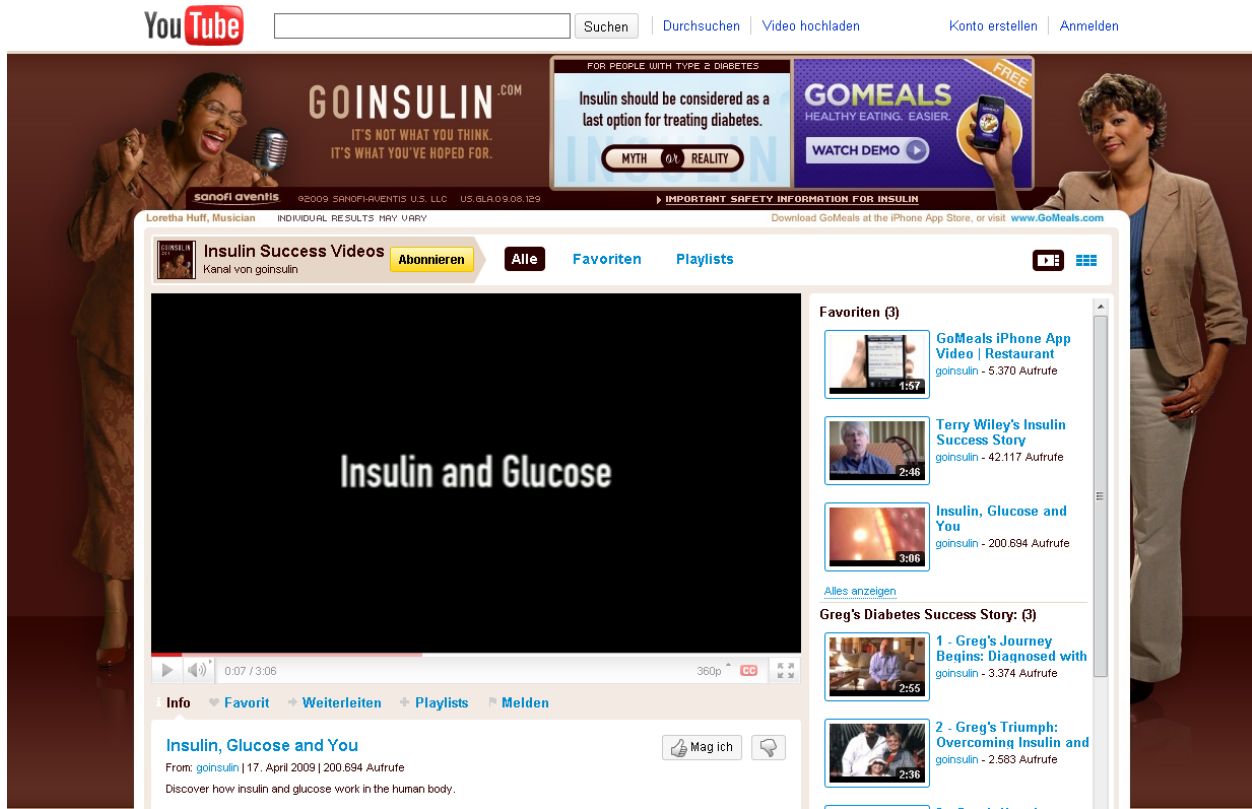 You Tube
Suchen
Durchsuchen
Video hochladen
Konto erstellen
Anmelden
GOINSULIN.COM
IT'S NOT WHAT YOU THINK.
IT'S WHAT YOU'VE HOPED FOR.
FOR PEOPLE WITH TYPE 2 DIABETES
Insulin should be considered as a
last option for treating diabetes.
INSULIN
MYTH or REALITY
GOMEALS
HEALTHY EATING. EASIER.
WATCH DEMO
FREE
sanofi aventis
©2009 SANOFI-AVENTIS U.S. LLC US.GLA.09.08.129
IMPORTANT SAFETY INFORMATION FOR INSULIN
Loretha Huff, Musician INDIVIDUAL RESULTS MAY VARY
Download GoMeals at the iPhone App Store, or visit www.GoMeals.com
Insulin Success Videos
Kanal von goinsulin
Abonnieren
Alle
Favoriten
Playlists
Insulin and Glucose
0:07 / 3:06
360p
CC
Info
Favorit
Weiterleiten
Playlists
Melden
Insulin, Glucose and You
Mag ich
From: goinsulin | 17. April 2009 | 200.694 Aufrufe
Discover how insulin and glucose work in the human body.
Favoriten (3)
GoMeals iPhone App
Video | Restaurant
goinsulin - 5.370 Aufrufe
1:57
Terry Wiley's Insulin
Success Story
goinsulin - 42.117 Aufrufe
2:46
Insulin, Glucose and
You
goinsulin - 200.694 Aufrufe
3:06
Alles anzeigen
Greg's Diabetes Success Story: (3)
1 - Greg's Journey
Begins: Diagnosed with
goinsulin - 3.374 Aufrufe
2:55
2 - Greg's Triumph:
Overcoming Insulin and
goinsulin - 2.583 Aufrufe
2:36